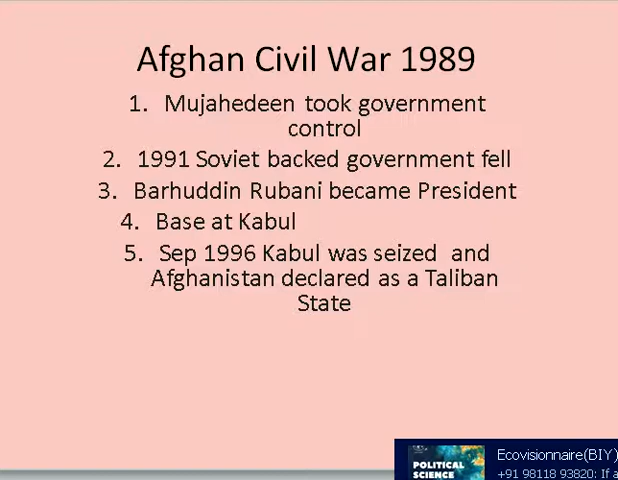 Afghan Civil War 1989
1. Mujahedeen took government
control
2. 1991 Soviet backed government fell
3. Barhuddin Rubani became President
4. Base at Kabul
5. Sep 1996 Kabul was seized and
Afghanistan declared as a Taliban
State
POLITICAL
SCIENCE
Ecovisionnaire(BIY)
+91 98118 93820: If a